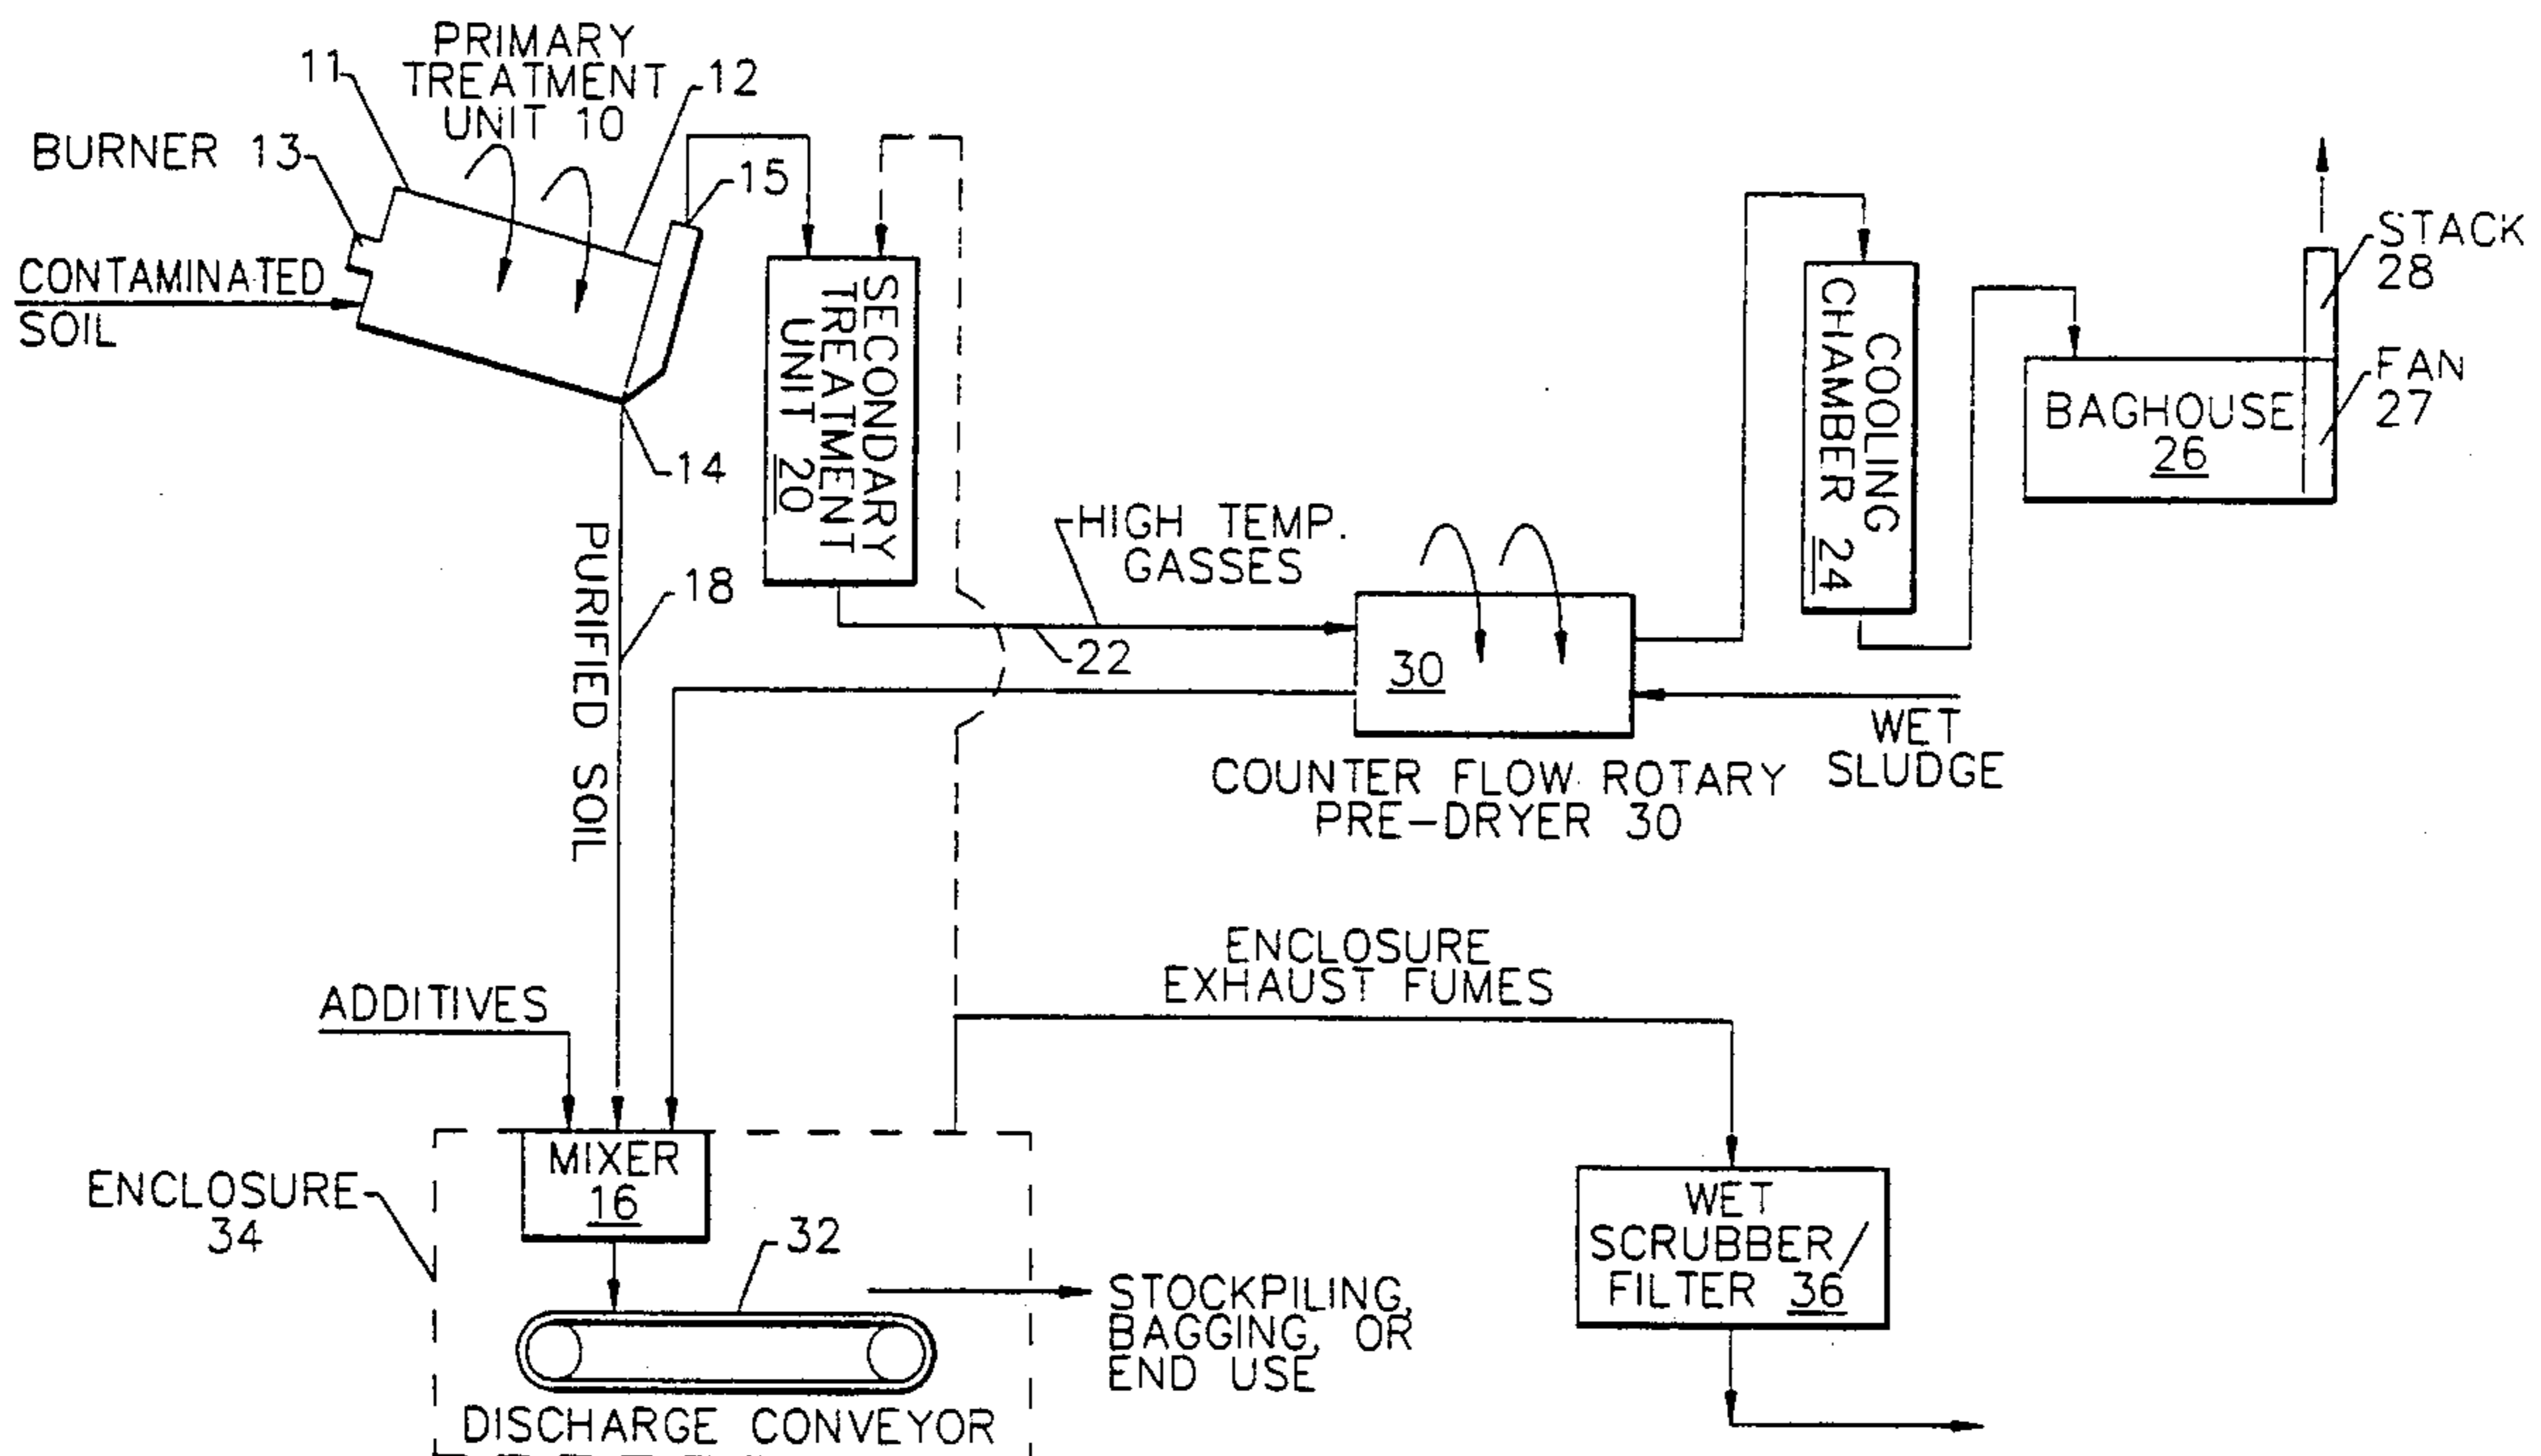 PRIMARY
TREATMENT
UNIT 10
11
12
BURNER 13
15
CONTAMINATED
SOIL
14
SECONDARY
TREATMENT
UNIT 20
PURIFIED SOIL
18
HIGH TEMP.
GASSES
22
30
COUNTER FLOW ROTARY
PRE-DRYER 30
WET
SLUDGE
COOLING
CHAMBER 24
STACK
28
FAN
27
BAGHOUSE
26
ENCLOSURE
EXHAUST FUMES
ADDITIVES
MIXER
16
ENCLOSURE
34
32
STOCKPILING,
BAGGING, OR
END USE
DISCHARGE CONVEYOR
WET
SCRUBBER/
FILTER 36